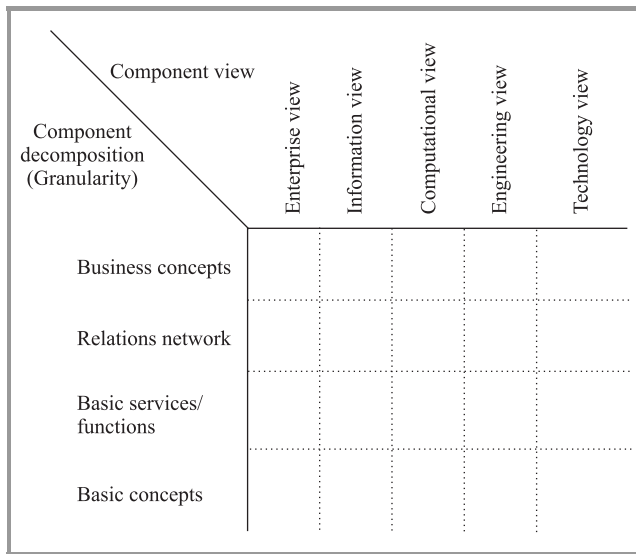 Component view
Component
decomposition
(Granularity)
Enterprise view
Information view
Computational view
Engineering view
Technology view
Business concepts
Relations network
Basic services/
functions
Basic concepts